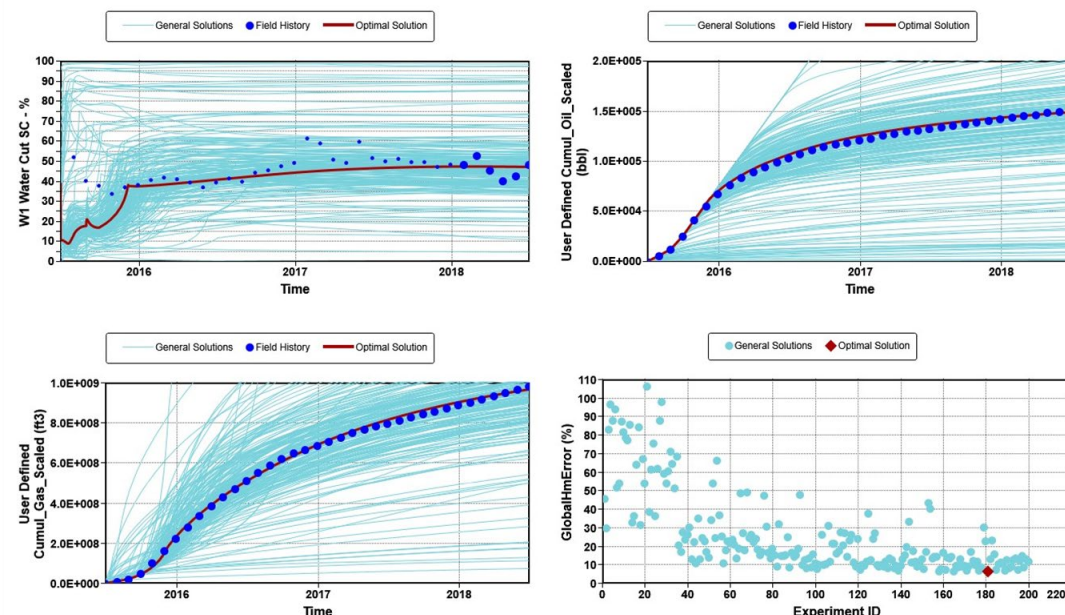 General Solutions Field History Optimal Solution
100
90
80
70
60
50
40
30
20
10
0
W1 Water Cut SC - %
2016 2017 2018
Time
General Solutions Field History Optimal Solution
2.0E+005
1.5E+005
1.0E+005
5.0E+004
0.0E+000
User Defined Cumul_Oil_Scaled
(bbl)
2016 2017 2018
Time
General Solutions Field History Optimal Solution
1.0E+009
8.0E+008
6.0E+008
4.0E+008
2.0E+008
0.0E+000
User Defined
Cumul_Gas_Scaled (ft3)
2016 2017 2018
Time
General Solutions Optimal Solution
110
100
90
80
70
60
50
40
30
20
10
0
GlobalHmError (%)
0 20 40 60 80 100 120 140 160 180 200 220
Experiment ID